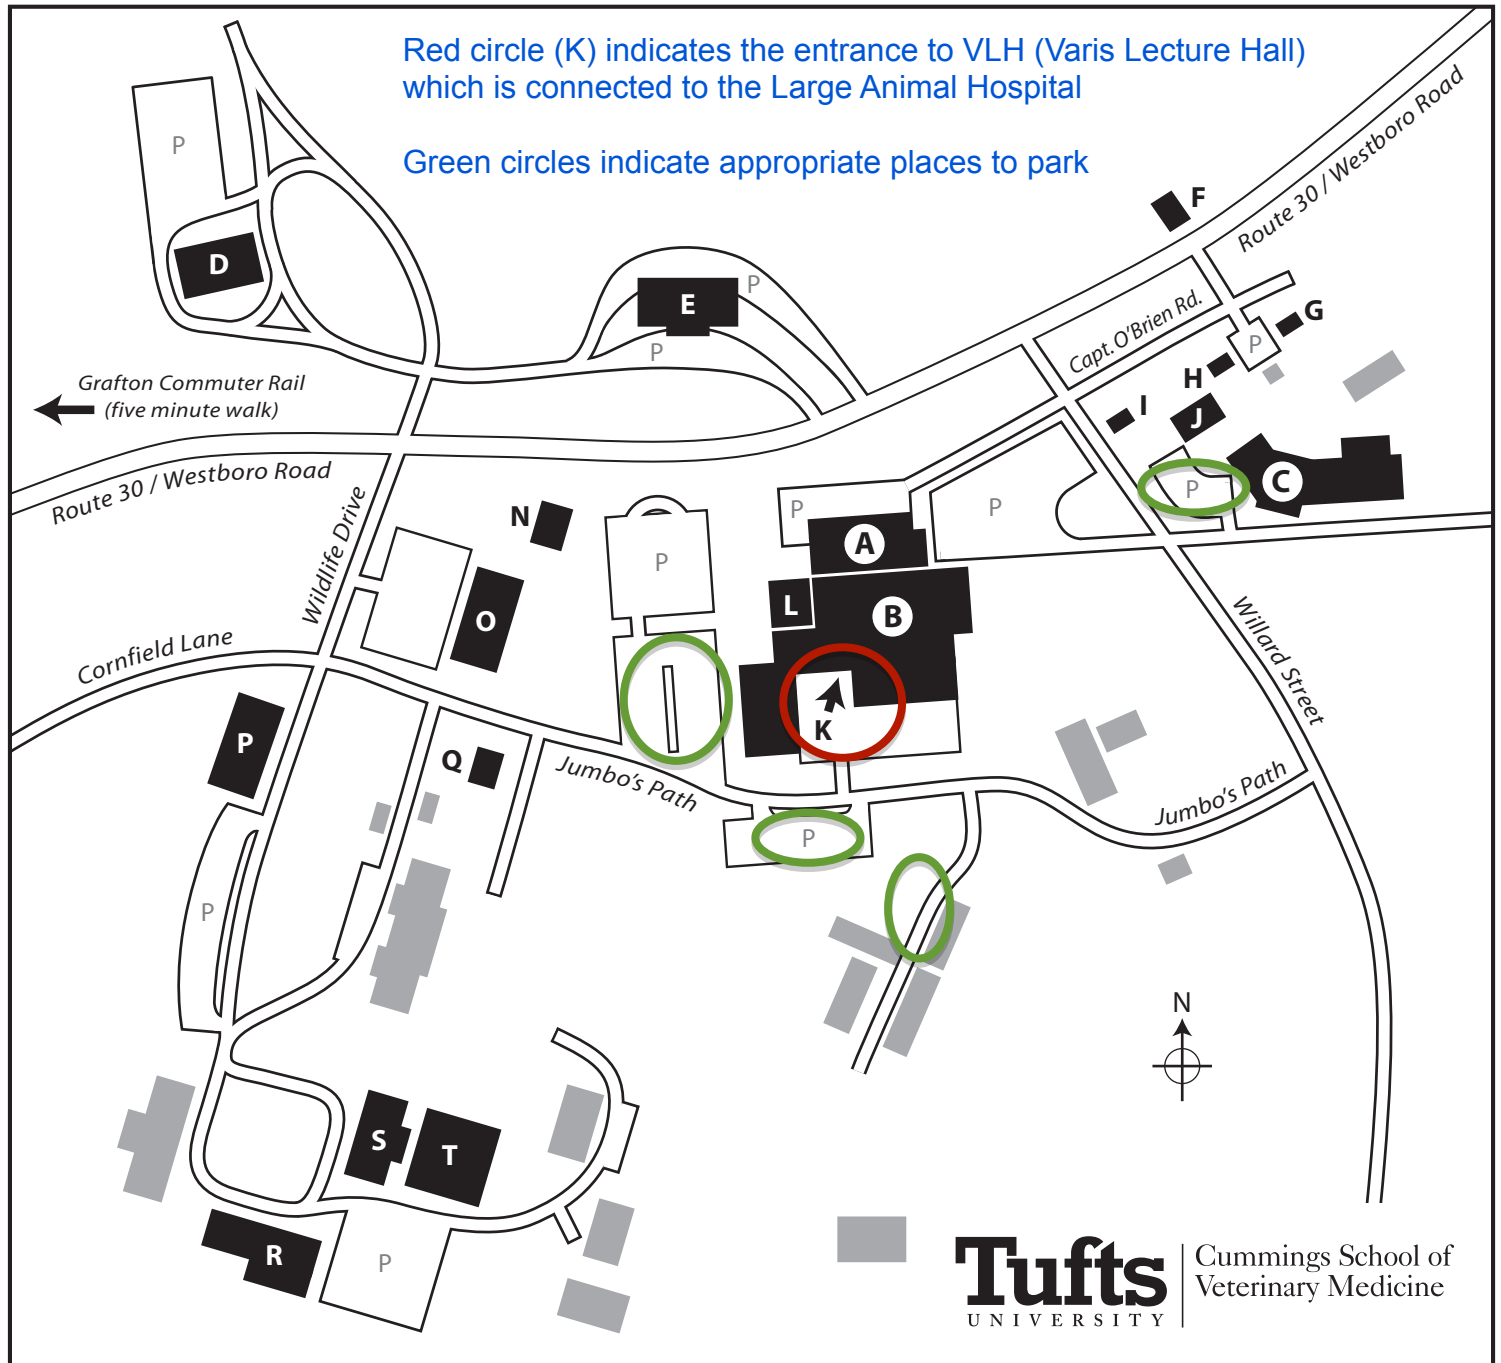 Red circle (K) indicates the entrance to VLH (Varis Lecture Hall)
which is connected to the Large Animal Hospital
Green circles indicate appropriate places to park
P
D
E
P
P
F
Route 30 / Westboro Road
Capt. O'Brien Rd.
G
P
H
I
J
C
P
Grafton Commuter Rail
(five minute walk)
Route 30 / Westboro Road
Wildlife Drive
Cornfield Lane
N
O
P
P
A
P
L
B
K
Willard Street
P
Q
Jumbo's Path
Jumbo's Path
P
P
N
S
T
R
P
Tufts
UNIVERSITY
Cummings School of
Veterinary Medicine